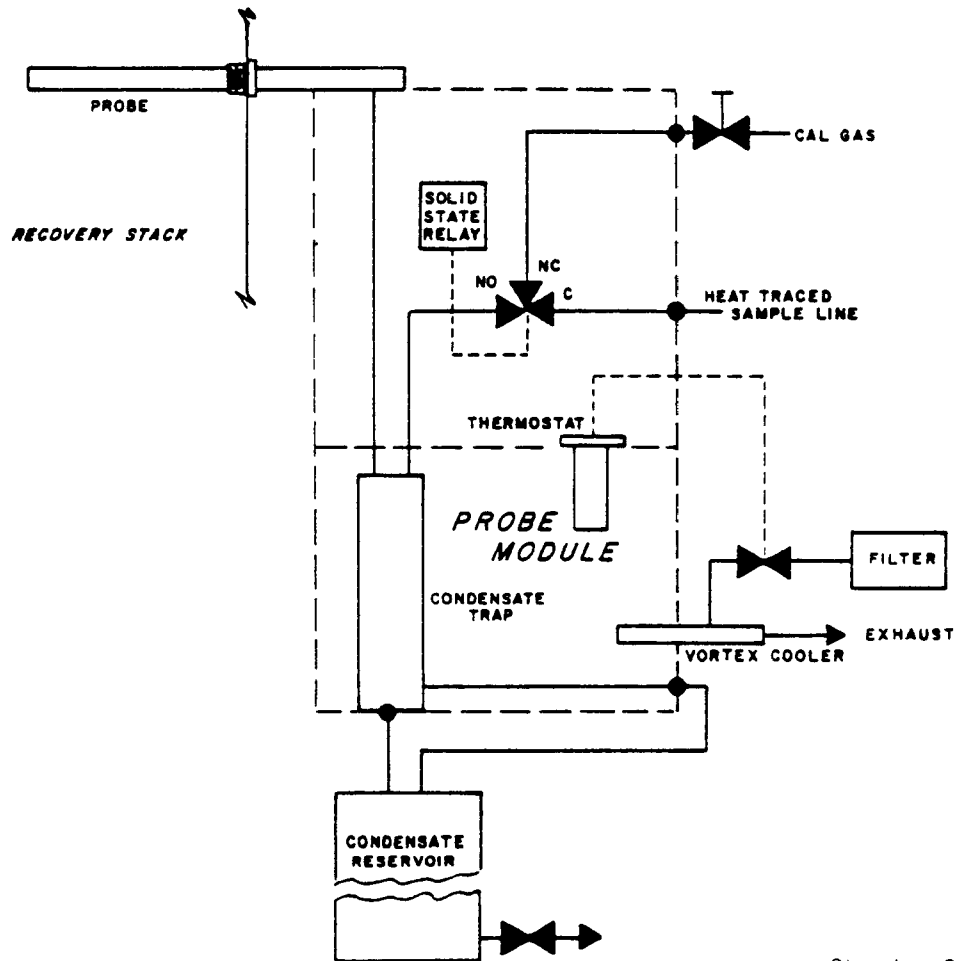 PROBE
CAL GAS
SOLID
STATE
RELAY
RECOVERY STACK
NC
NO
C
HEAT TRACED
SAMPLE LINE
THERMOSTAT
PROBE
MODULE
FILTER
CONDENSATE
TRAP
EXHAUST
VORTEX COOLER
CONDENSATE
RESERVOIR